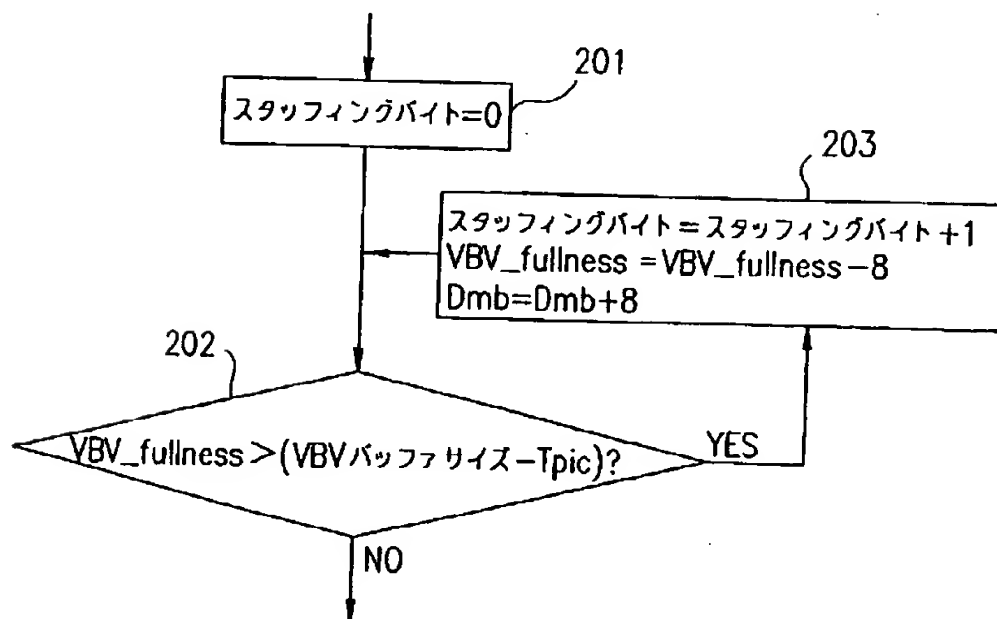 201
スタッフィングバイト=0
203
スタッフィングバイト=スタッフィングバイト+1
VBV_fullness=VBV_fullness-8
Dmb=Dmb+8
202
VBV_fullness>(VBVバッファサイズ-Tpic)?
YES
NO